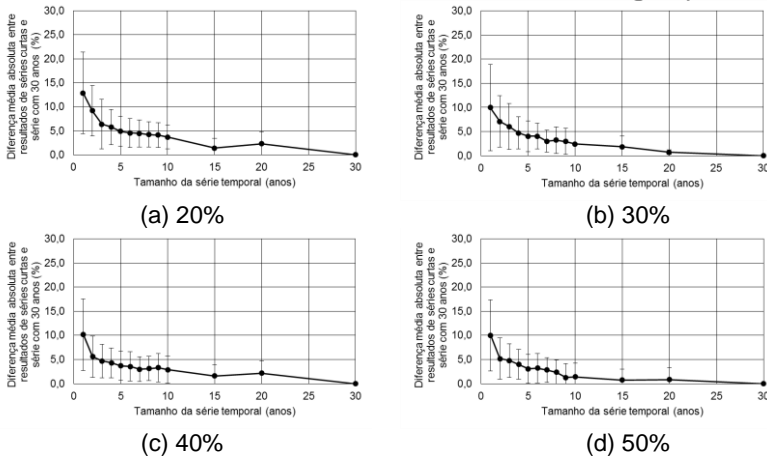 Diferença média absoluta entre
resultados de séries curtas e
série com 30 anos (%)
30,0
25,0
20,0
15,0
10,0
5,0
0,0
0 5 10 15 20 25 30
Tamanho da série temporal (anos)
(a) 20%
Diferença média absoluta entre
resultados de séries curtas e
série com 30 anos (%)
30,0
25,0
20,0
15,0
10,0
5,0
0,0
0 5 10 15 20 25 30
Tamanho da série temporal (anos)
(b) 30%
Diferença média absoluta entre
resultados de séries curtas e
série com 30 anos (%)
30,0
25,0
20,0
15,0
10,0
5,0
0,0
0 5 10 15 20 25 30
Tamanho da série temporal (anos)
(c) 40%
Diferença média absoluta entre
resultados de séries curtas e
série com 30 anos (%)
30,0
25,0
20,0
15,0
10,0
5,0
0,0
0 5 10 15 20 25 30
Tamanho da série temporal (anos)
(d) 50%